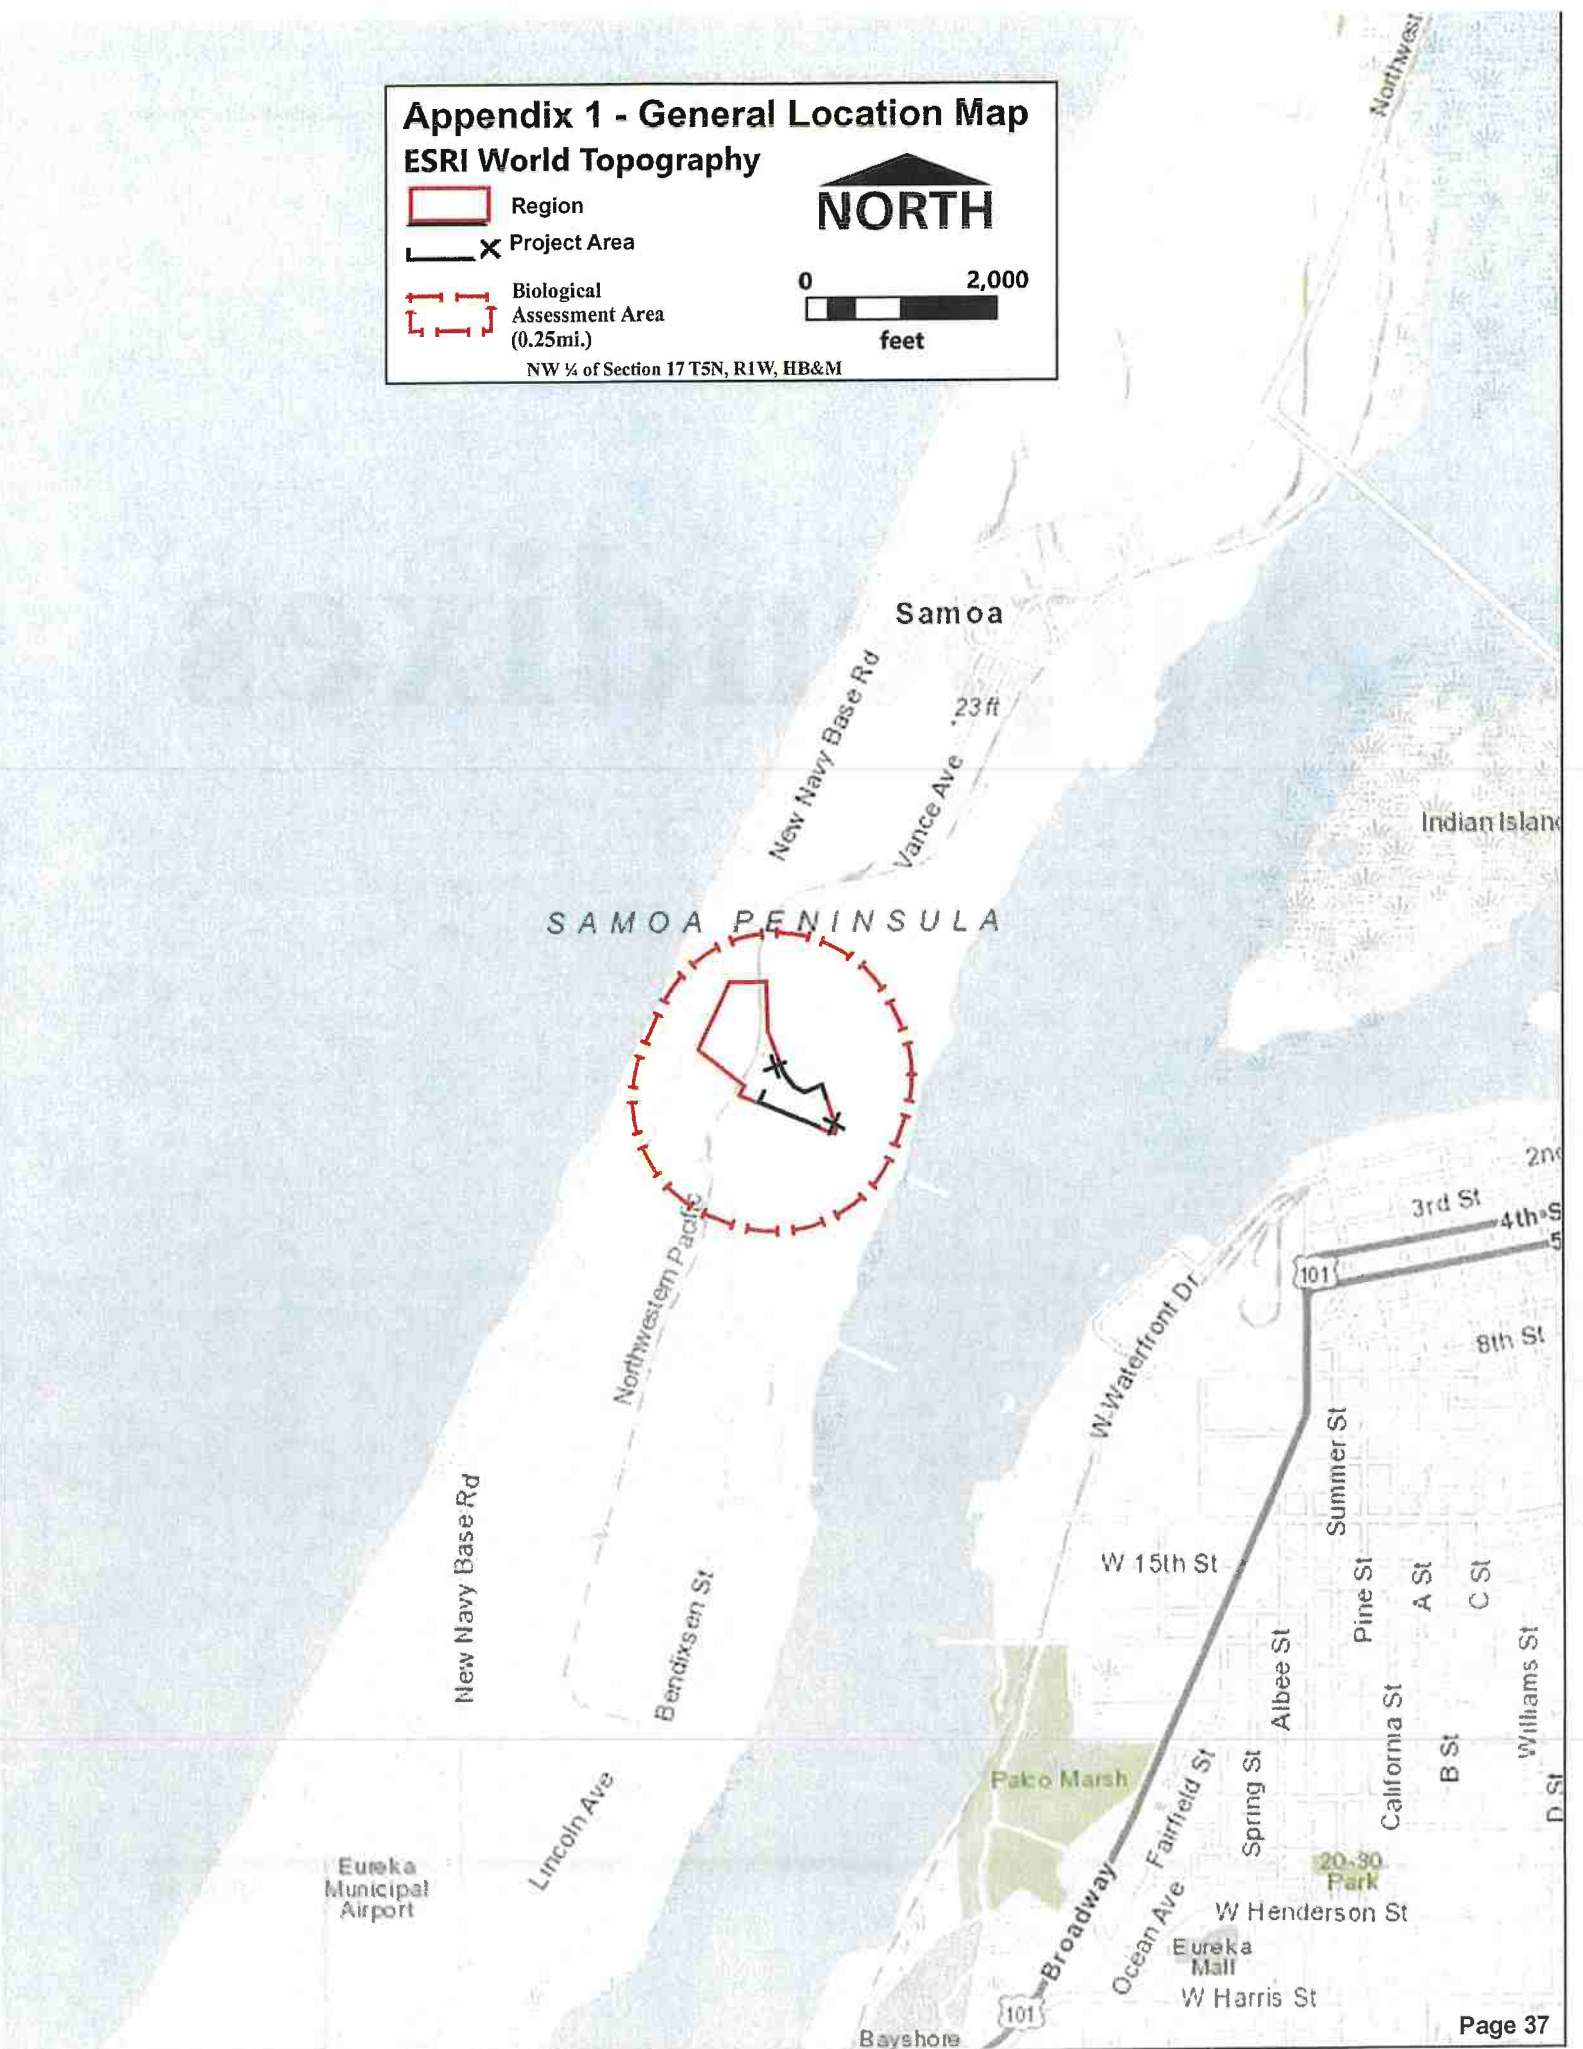 Appendix 1 - General Location Map
ESRI World Topography
Region
Project Area
Biological
Assessment Area
(0.25mi.)
NORTH
0 2,000
feet
NW ¼ of Section 17 T5N, R1W, HB&M
Northwest
Samoa
New Navy Base Rd
23 ft
Vance Ave
Indian Island
SAMOA PENINSULA
Northwestern Pacific
2nd
3rd St
4th S
5
101
8th St
W Waterfront Dr
Summer St
New Navy Base Rd
W 15th St
Bendixsen St
Pine St
A St
C St
Albee St
Williams St
California St
B St
D St
Palco Marsh
Fairfield St
Spring St
Lincoln Ave
Eureka
Municipal
Airport
20-30
Park
Broadway
Ocean Ave
W Henderson St
Eureka
Mall
W Harris St
101
Bayshore
Page 37